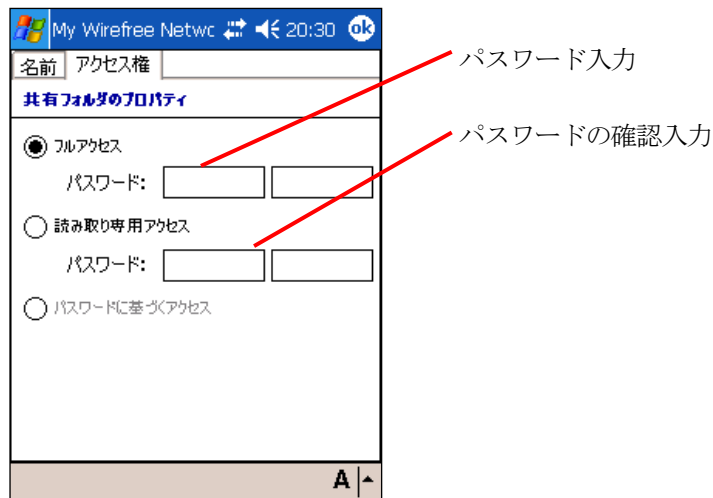 My Wirefree Netwc 20:30 ok
名前 アクセス権
共有フォルダのプロパティ
フルアクセス
パスワード:
読み取り専用アクセス
パスワード:
パスワードに基づくアクセス
A
パスワード入力
パスワードの確認入力